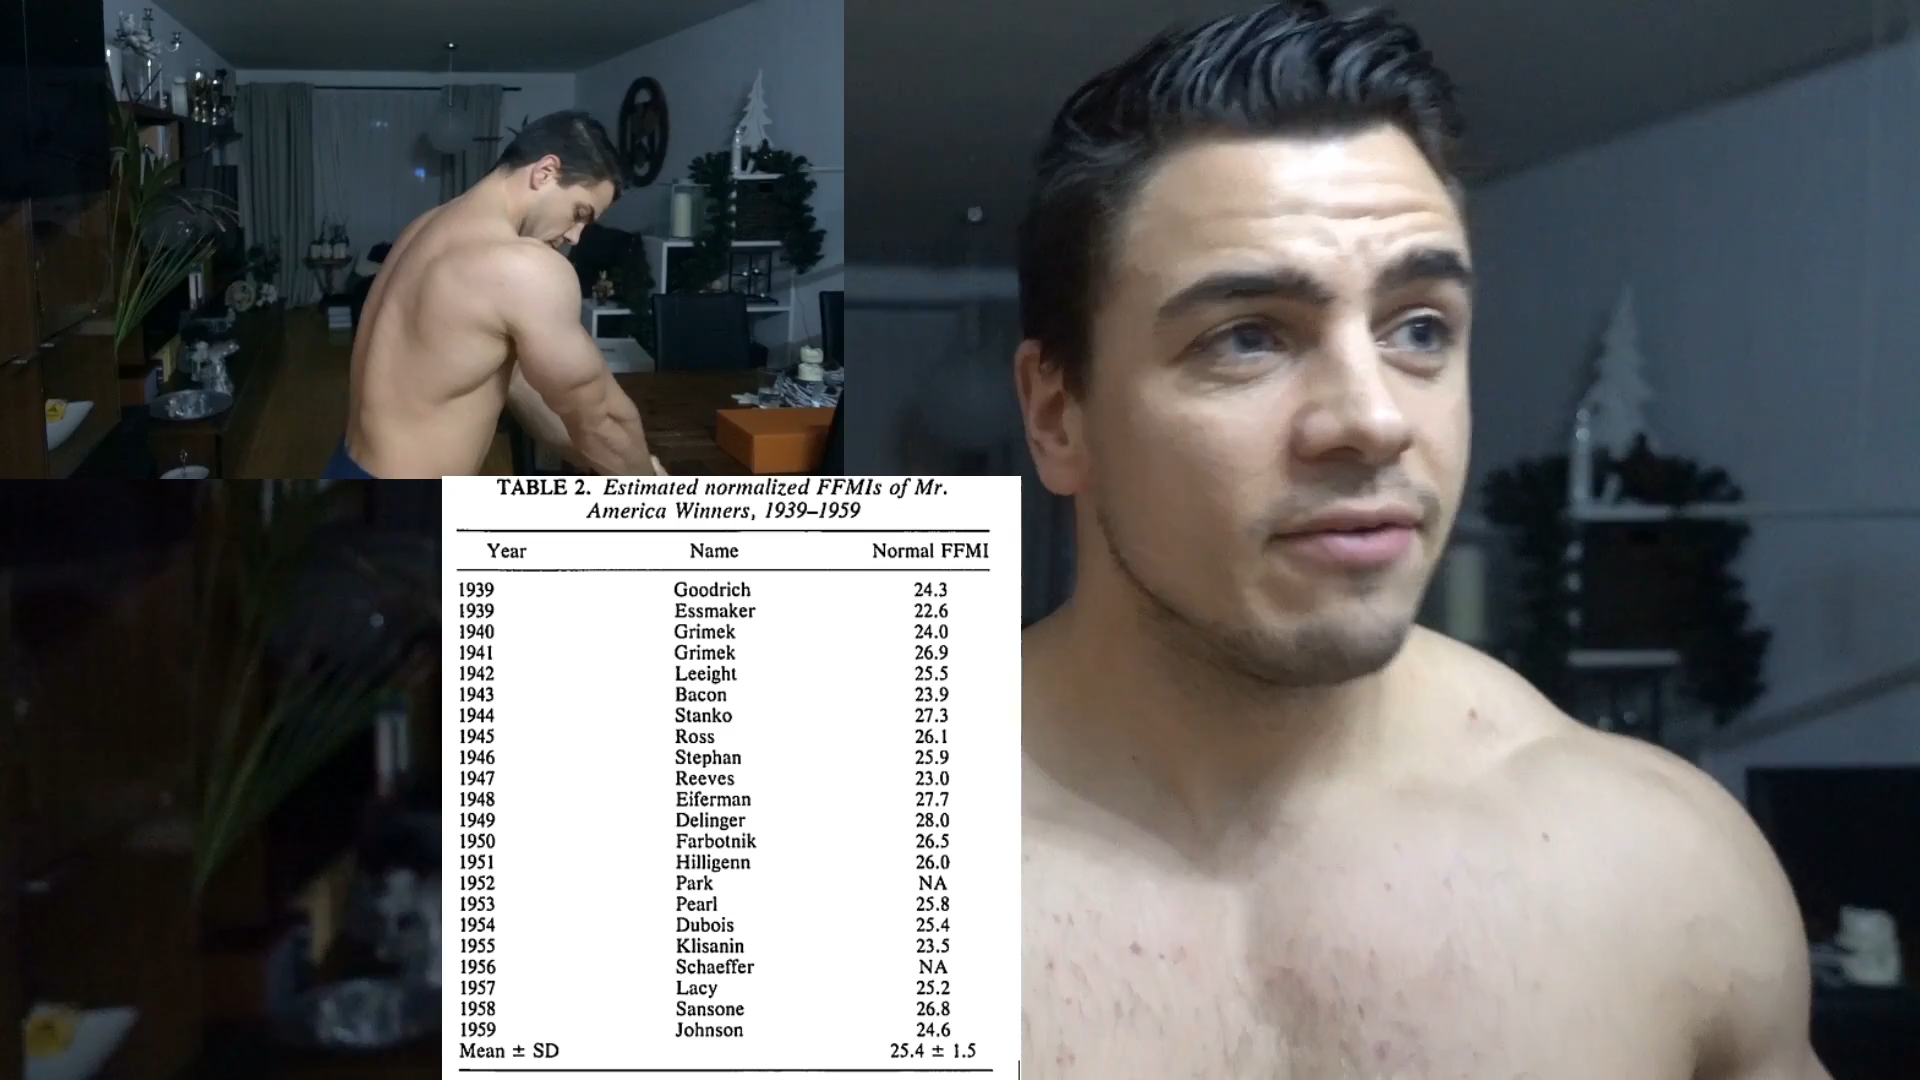 TABLE 2. Estimated normalized FFMIs of Mr.
America Winners, 1939–1959
Year Name Normal FFMI
1939 Goodrich 24.3
1939 Essmaker 22.6
1940 Grimek 24.0
1941 Grimek 26.9
1942 Leeight 25.5
1943 Bacon 23.9
1944 Stanko 27.3
1945 Ross 26.1
1946 Stephan 25.9
1947 Reeves 23.0
1948 Eiferman 27.7
1949 Delinger 28.0
1950 Farbotnik 26.5
1951 Hilligenn 26.0
1952 Park NA
1953 Pearl 25.8
1954 Dubois 25.4
1955 Klisanin 23.5
1956 Schaeffer NA
1957 Lacy 25.2
1958 Sansone 26.8
1959 Johnson 24.6
Mean ± SD 25.4 ± 1.5